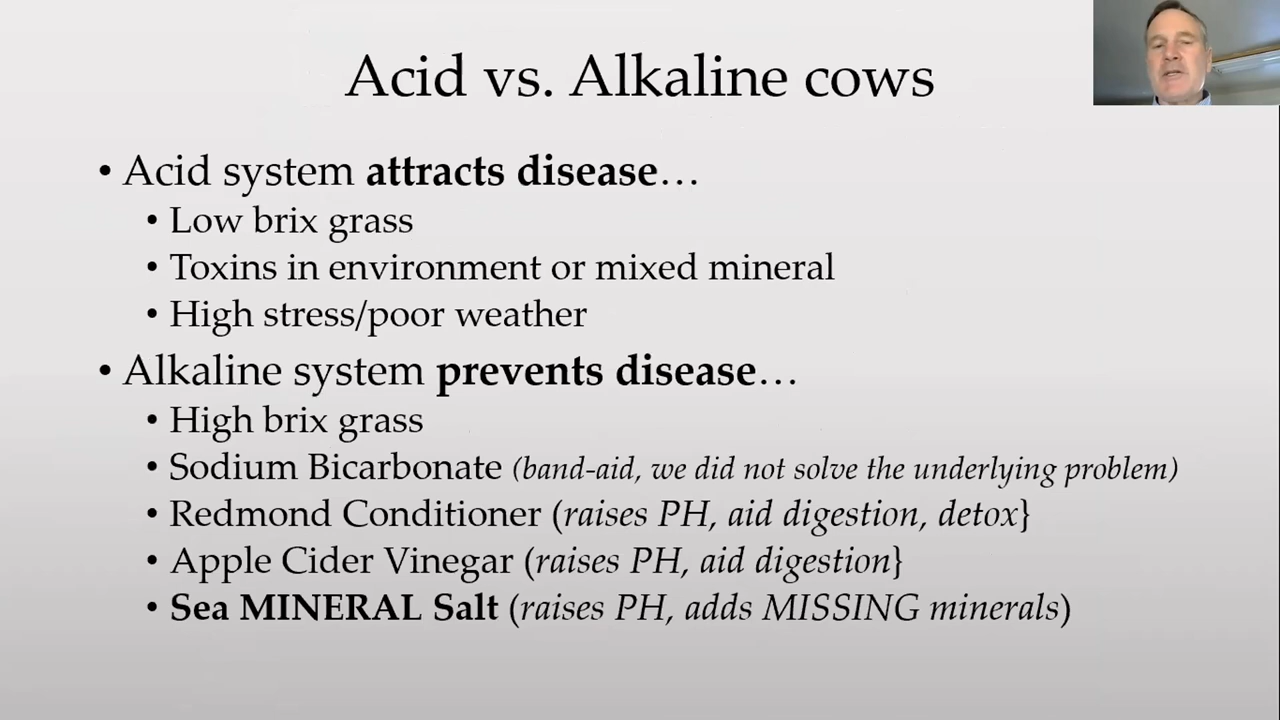 Acid vs. Alkaline cows
• Acid system attracts disease…
• Low brix grass
• Toxins in environment or mixed mineral
• High stress/poor weather
• Alkaline system prevents disease…
• High brix grass
• Sodium Bicarbonate (band-aid, we did not solve the underlying problem)
• Redmond Conditioner (raises PH, aid digestion, detox}
• Apple Cider Vinegar (raises PH, aid digestion}
• Sea MINERAL Salt (raises PH, adds MISSING minerals)